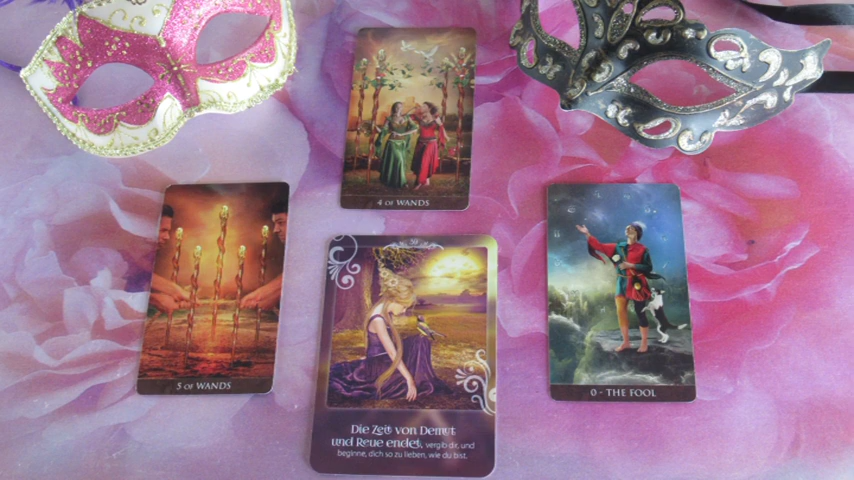 4 OF WANDS
5 OF WANDS
0 - THE FOOL
Die Zeit von Demut
und Reue endet, vergib dir, und
beginne, dich so zu lieben, wie du bist.